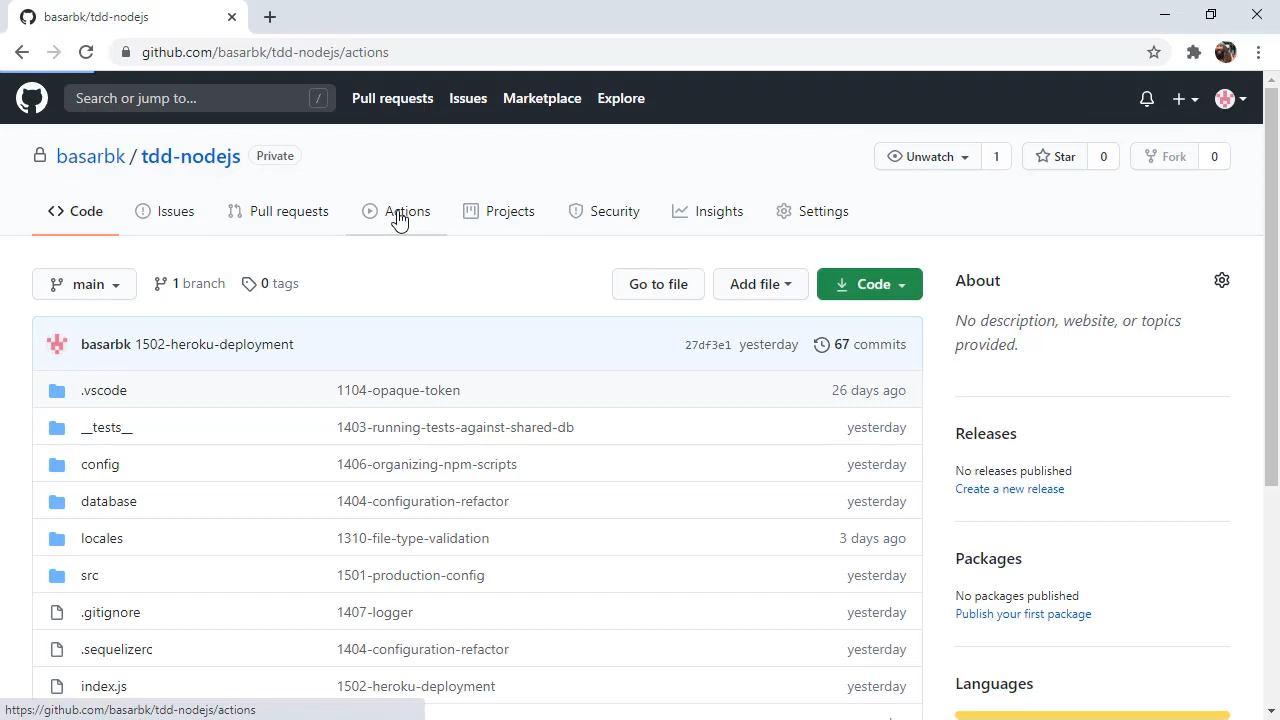 basarbk/tdd-nodejs
github.com/basarbk/tdd-nodejs/actions
Search or jump to... /
Pull requests Issues Marketplace Explore
basarbk / tdd-nodejs Private
Unwatch 1 Star 0 Fork 0
Code Issues Pull requests Actions Projects Security Insights Settings
main 1 branch 0 tags Go to file Add file Code
basarbk 1502-heroku-deployment 27df3e1 yesterday 67 commits
.vscode 1104-opaque-token 26 days ago
__tests__ 1403-running-tests-against-shared-db yesterday
config 1406-organizing-npm-scripts yesterday
database 1404-configuration-refactor yesterday
locales 1310-file-type-validation 3 days ago
src 1501-production-config yesterday
.gitignore 1407-logger yesterday
.sequelizerc 1404-configuration-refactor yesterday
index.js 1502-heroku-deployment yesterday
About
No description, website, or topics
provided.
Releases
No releases published
Create a new release
Packages
No packages published
Publish your first package
Languages
https://github.com/basarbk/tdd-nodejs/actions